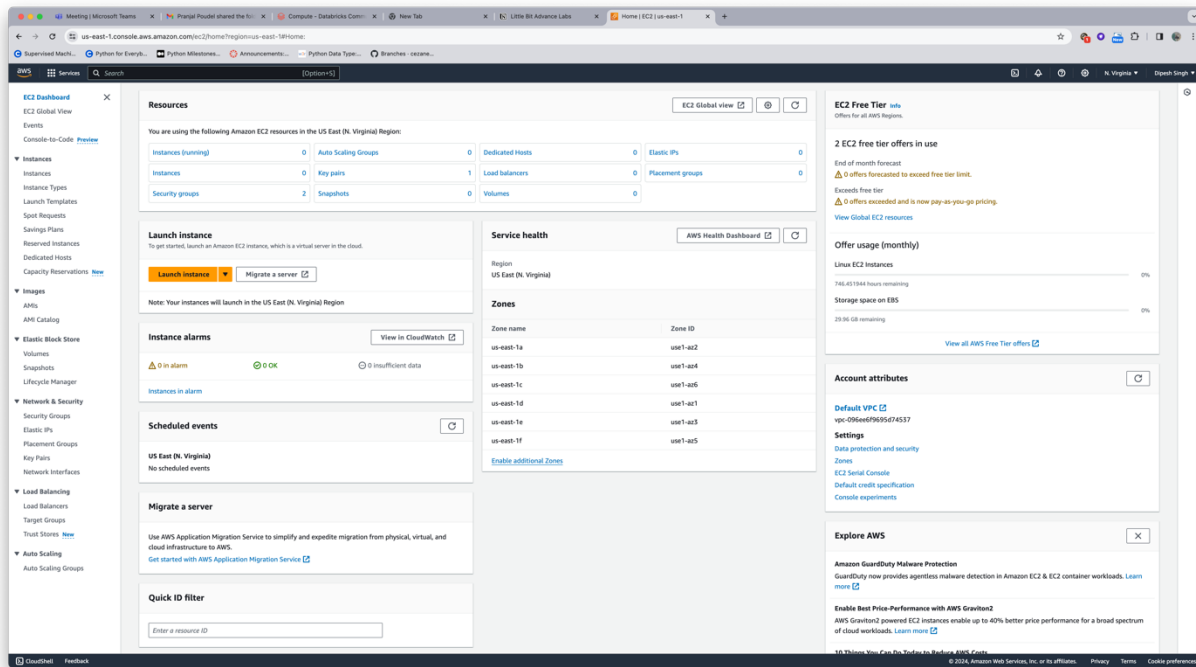 Meeting | Microsoft Teams
Pranjal Poudel shared the fol
Compute - Databricks Comm
New Tab
Little Bit Advance Labs
Home | EC2 | us-east-1
us-east-1.console.aws.amazon.com/ec2/home?region=us-east-1#Home:
Supervised Machi...
Python for Everyb...
Python Milestones...
Announcements:...
Python Data Type:...
Branches · cezane...
aws
Services
Search
[Option+S]
N. Virginia
Dipesh Singh
EC2 Dashboard
EC2 Global View
Events
Console-to-Code Preview
Instances
Instances
Instance Types
Launch Templates
Spot Requests
Savings Plans
Reserved Instances
Dedicated Hosts
Capacity Reservations New
Images
AMIs
AMI Catalog
Elastic Block Store
Volumes
Snapshots
Lifecycle Manager
Network & Security
Security Groups
Elastic IPs
Placement Groups
Key Pairs
Network Interfaces
Load Balancing
Load Balancers
Target Groups
Trust Stores New
Auto Scaling
Auto Scaling Groups
Resources
EC2 Global view
You are using the following Amazon EC2 resources in the US East (N. Virginia) Region:
Instances (running) 0 Auto Scaling Groups 0 Dedicated Hosts 0 Elastic IPs 0
Instances 0 Key pairs 1 Load balancers 0 Placement groups 0
Security groups 2 Snapshots 0 Volumes 0
Launch instance
To get started, launch an Amazon EC2 instance, which is a virtual server in the cloud.
Launch instance Migrate a server
Note: Your instances will launch in the US East (N. Virginia) Region
Instance alarms
View in CloudWatch
0 in alarm 0 OK 0 insufficient data
Instances in alarm
Scheduled events
US East (N. Virginia)
No scheduled events
Migrate a server
Use AWS Application Migration Service to simplify and expedite migration from physical, virtual, and
cloud infrastructure to AWS.
Get started with AWS Application Migration Service
Quick ID filter
Enter a resource ID
Service health
AWS Health Dashboard
Region
US East (N. Virginia)
Zones
Zone name Zone ID
us-east-1a use1-az2
us-east-1b use1-az4
us-east-1c use1-az6
us-east-1d use1-az1
us-east-1e use1-az3
us-east-1f use1-az5
Enable additional Zones
EC2 Free Tier Info
Offers for all AWS Regions.
2 EC2 free tier offers in use
End of month forecast
0 offers forecasted to exceed free tier limit.
Exceeds free tier
0 offers exceeded and is now pay-as-you-go pricing.
View Global EC2 resources
Offer usage (monthly)
Linux EC2 Instances
0%
746.451944 hours remaining
Storage space on EBS
0%
29.96 GB remaining
View all AWS Free Tier offers
Account attributes
Default VPC
vpc-096ee6f9695d74537
Settings
Data protection and security
Zones
EC2 Serial Console
Default credit specification
Console experiments
Explore AWS
Amazon GuardDuty Malware Protection
GuardDuty now provides agentless malware detection in Amazon EC2 & EC2 container workloads. Learn
more
Enable Best Price-Performance with AWS Graviton2
AWS Graviton2 powered EC2 instances enable up to 40% better price performance for a broad spectrum
of cloud workloads. Learn more
10 Things You Can Do Today to Reduce AWS Costs
CloudShell Feedback
© 2024, Amazon Web Services, Inc. or its affiliates. Privacy Terms Cookie preferences